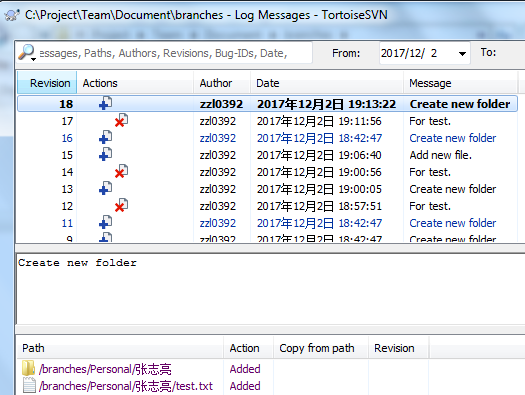 C:\Project\Team\Document\branches - Log Messages - TortoiseSVN
essages, Paths, Authors, Revisions, Bug-IDs, Date, From: 2017/12/ 2 To:
Revision Actions Author Date Message
18 zzl0392 2017年12月2日 19:13:22 Create new folder
17 zzl0392 2017年12月2日 19:11:56 For test.
16 zzl0392 2017年12月2日 18:42:47 Create new folder
15 zzl0392 2017年12月2日 19:06:40 Add new file.
14 zzl0392 2017年12月2日 19:00:56 For test.
13 zzl0392 2017年12月2日 19:00:05 Create new folder
12 zzl0392 2017年12月2日 18:57:51 For test.
11 zzl0392 2017年12月2日 18:42:47 Create new folder
9 zzl0392 2017年12月2日 18:42:47 Create new folder
Create new folder
Path Action Copy from path Revision
/branches/Personal/张志亮 Added
/branches/Personal/张志亮/test.txt Added